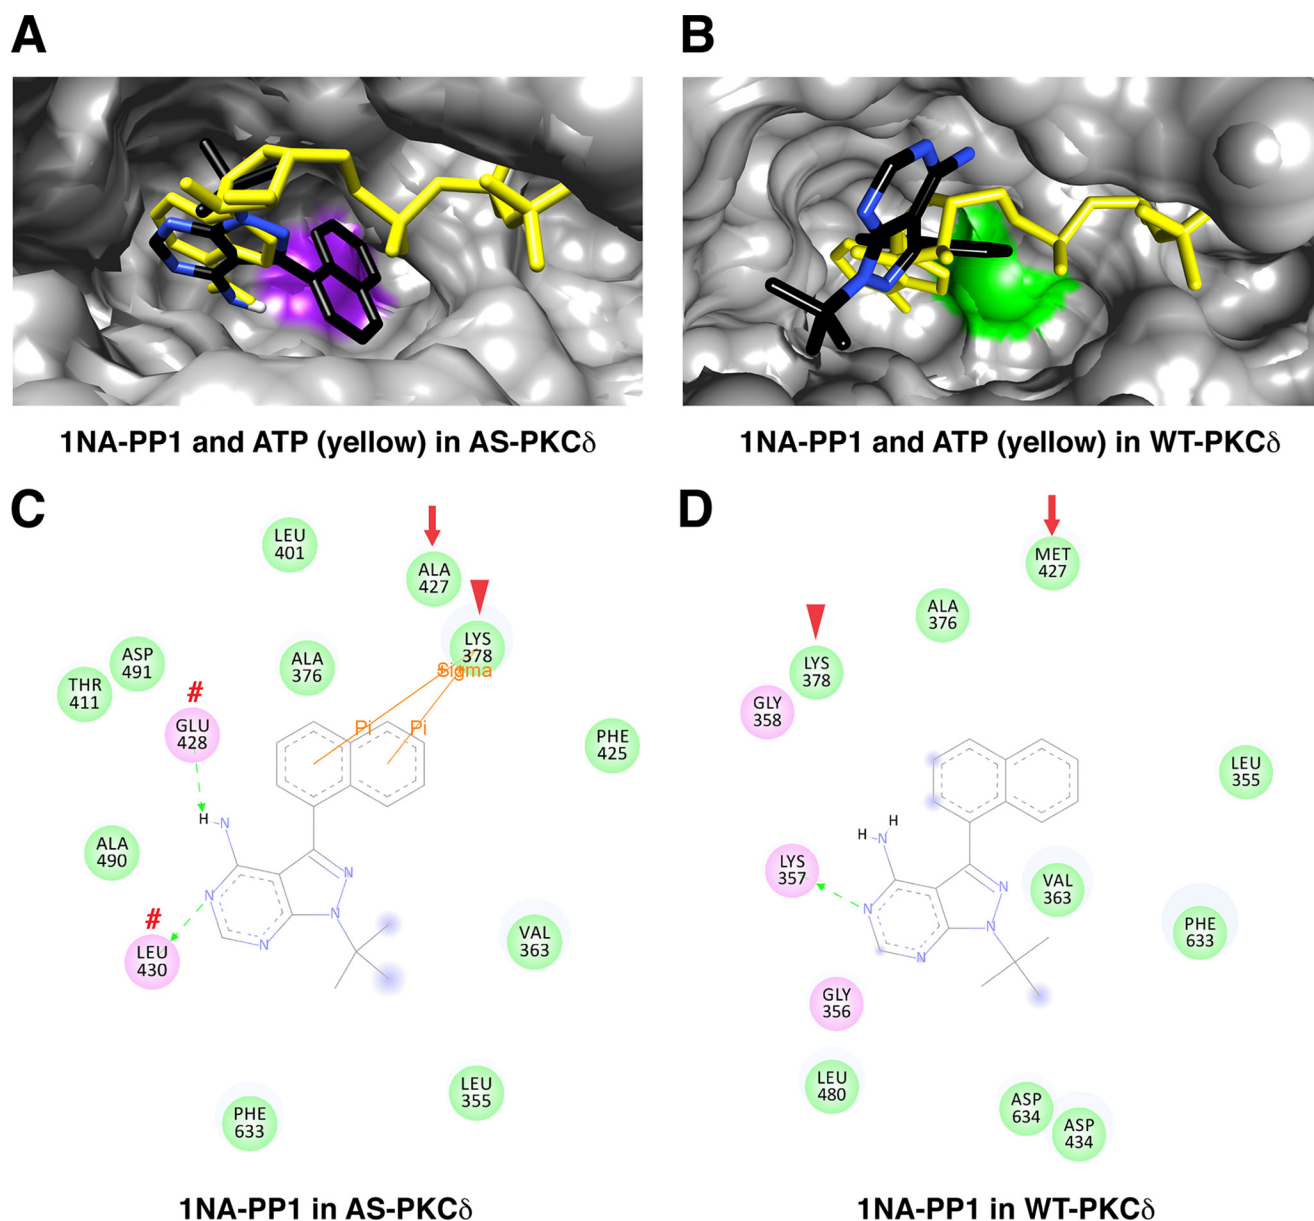 A
B
1NA-PP1 and ATP (yellow) in AS-PKCδ
1NA-PP1 and ATP (yellow) in WT-PKCδ
C
LEU
401
ALA
427
LYS
378
Sigma
ASP
491
ALA
376
THR
411
#
GLU
428
Pi
Pi
PHE
425
H
N
ALA
490
N
N
N
N
#
LEU
430
VAL
363
LEU
355
PHE
633
1NA-PP1 in AS-PKCδ
D
MET
427
ALA
376
LYS
378
GLY
358
LEU
355
H
H
N
LYS
357
VAL
363
N
N
N
N
PHE
633
GLY
356
LEU
480
ASP
634
ASP
434
1NA-PP1 in WT-PKCδ